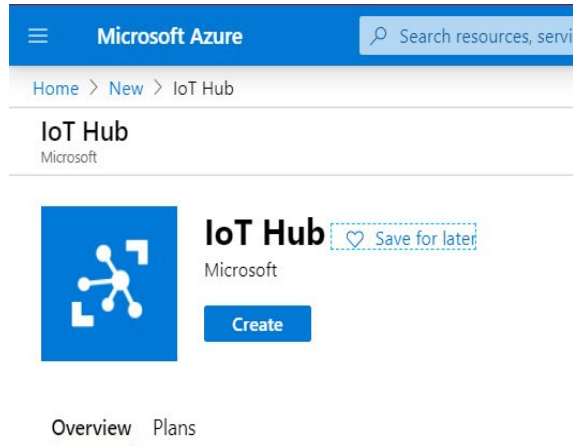 Microsoft Azure
Search resources, servi
Home > New > IoT Hub
IoT Hub
Microsoft
IoT Hub
Save for later
Microsoft
Create
Overview Plans